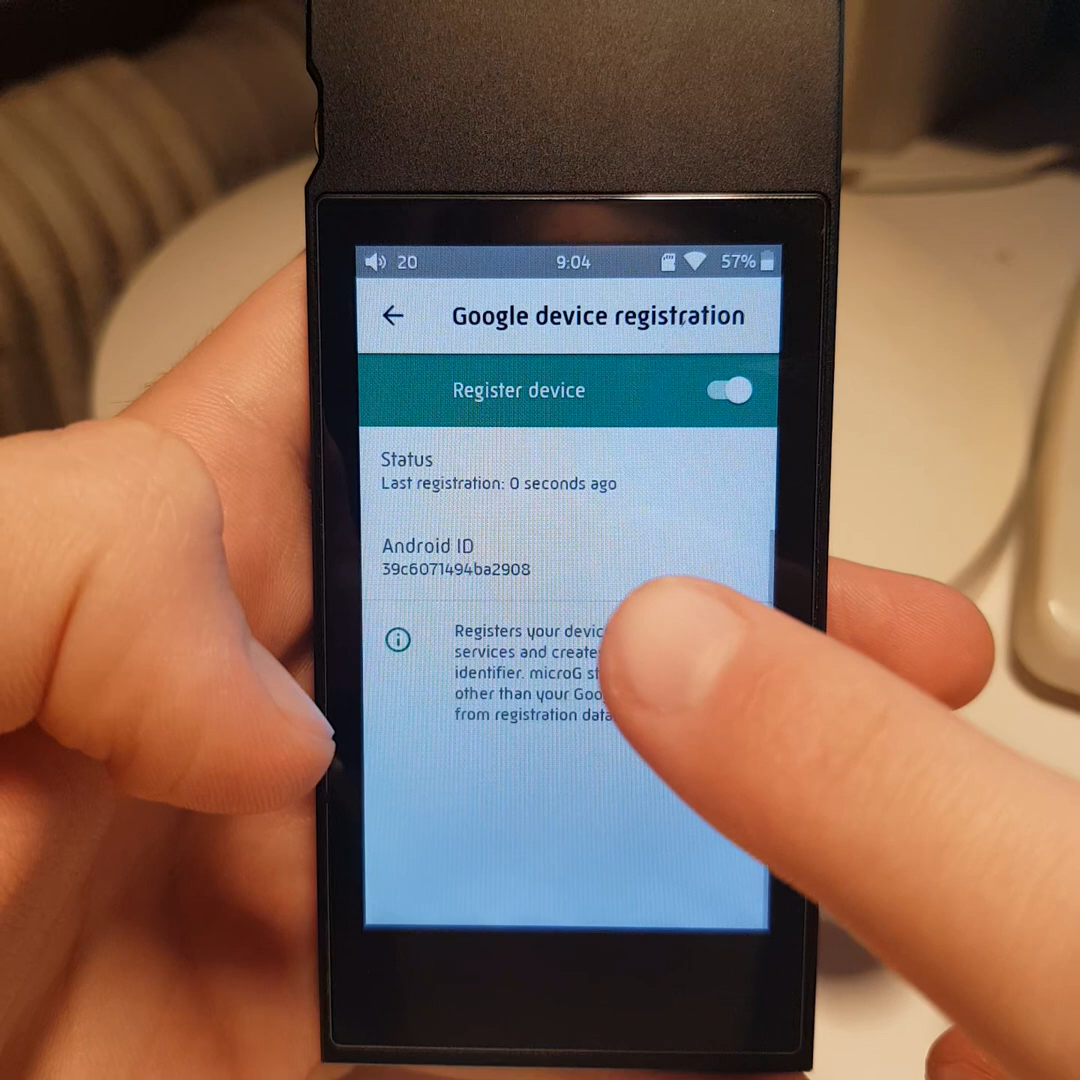 20 9:04 57%
Google device registration
Register device
Status
Last registration: 0 seconds ago
Android ID
39c6071494ba2908
Registers your devic
services and create
identifier. microG st
other than your Goo
from registration data